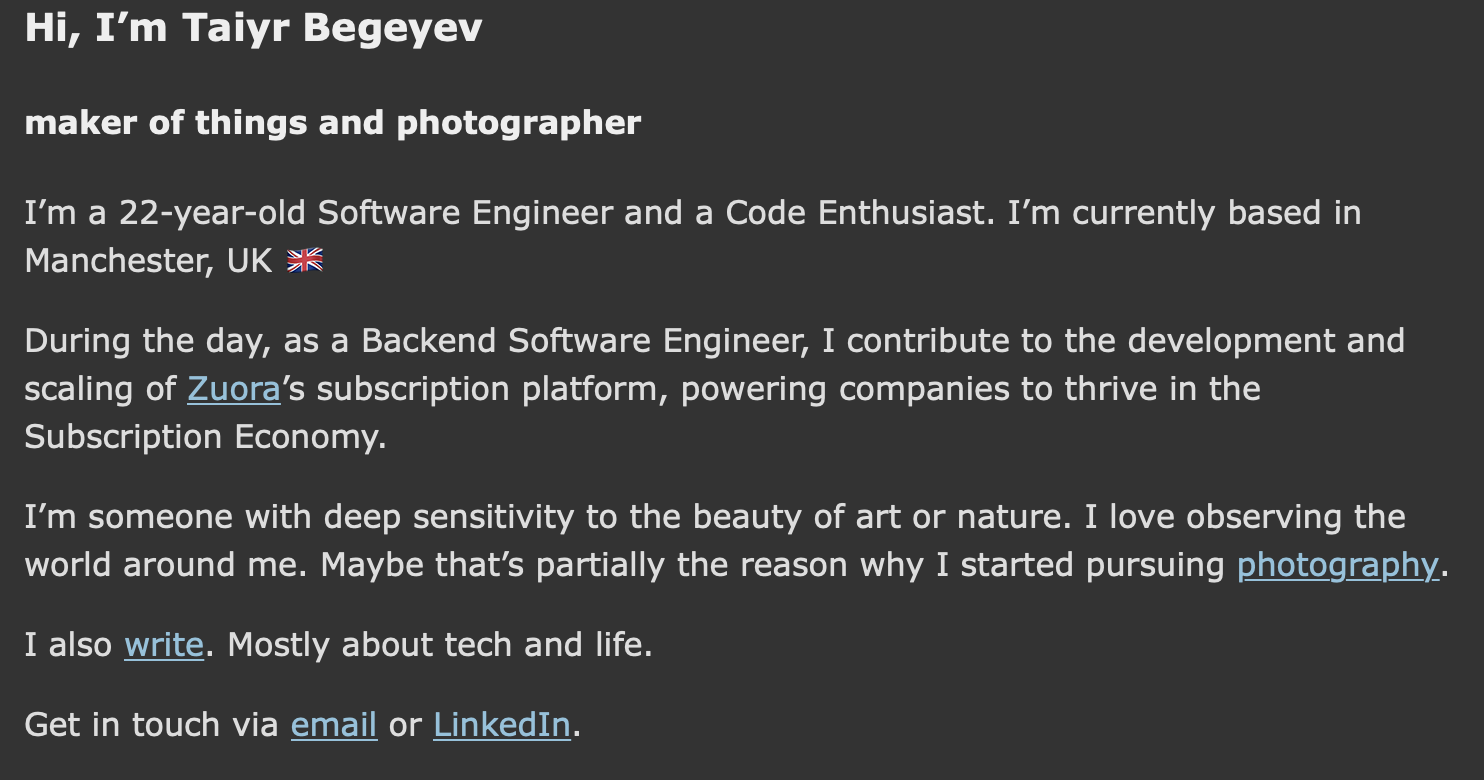 Hi, I’m Taiyr Begeyev
maker of things and photographer
I’m a 22-year-old Software Engineer and a Code Enthusiast. I’m currently based in
Manchester, UK 🇬🇧
During the day, as a Backend Software Engineer, I contribute to the development and
scaling of Zuora’s subscription platform, powering companies to thrive in the
Subscription Economy.
I’m someone with deep sensitivity to the beauty of art or nature. I love observing the
world around me. Maybe that’s partially the reason why I started pursuing photography.
I also write. Mostly about tech and life.
Get in touch via email or LinkedIn.